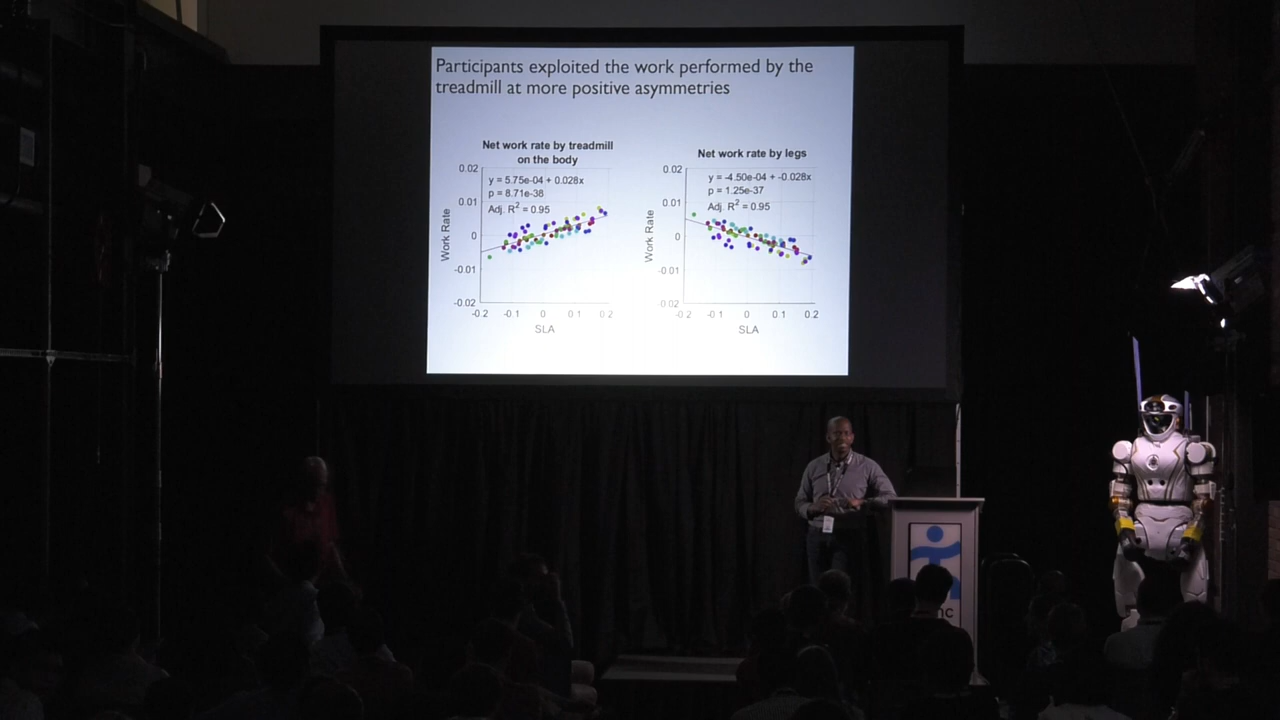 Participants exploited the work performed by the
treadmill at more positive asymmetries
Net work rate by treadmill
on the body
0.02
0.01
0
-0.01
-0.02
Work Rate
y = 5.75e-04 + 0.028x
p = 8.71e-38
Adj. R² = 0.95
-0.2 -0.1 0 0.1 0.2
SLA
Net work rate by legs
0.02
0.01
0
-0.01
-0.02
Work Rate
y = -4.50e-04 + -0.028x
p = 1.25e-37
Adj. R² = 0.95
-0.2 -0.1 0 0.1 0.2
SLA